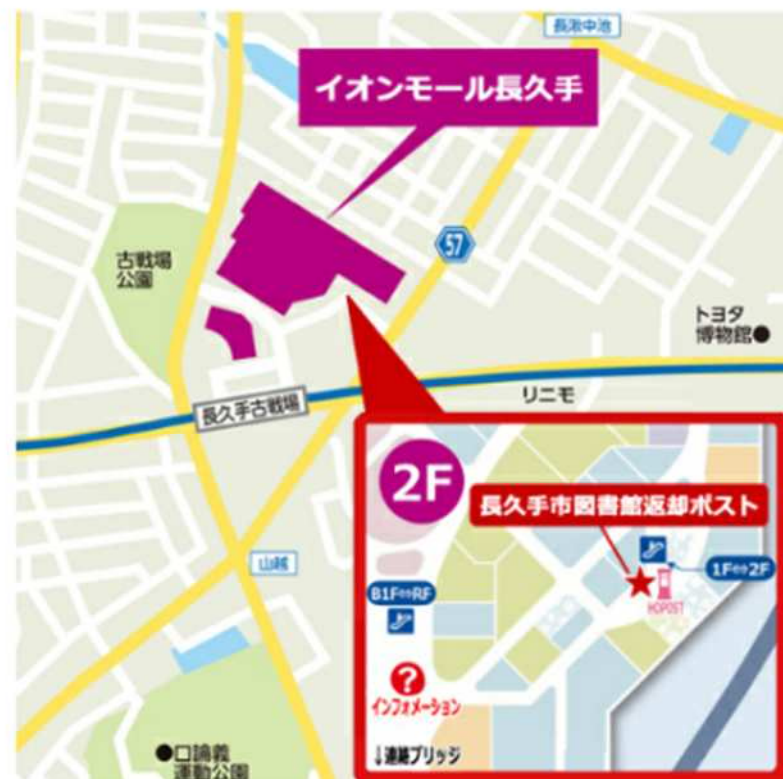 長湫中池
イオンモール長久手
57
古戦場
公園
トヨタ
博物館●
リニモ
長久手古戦場
2F
長久手市図書館返却ポスト
1F⇔2F
HOPOST
B1F⇔RF
山越
?
インフォメーション
↓連絡ブリッジ
●口論義
運動公園